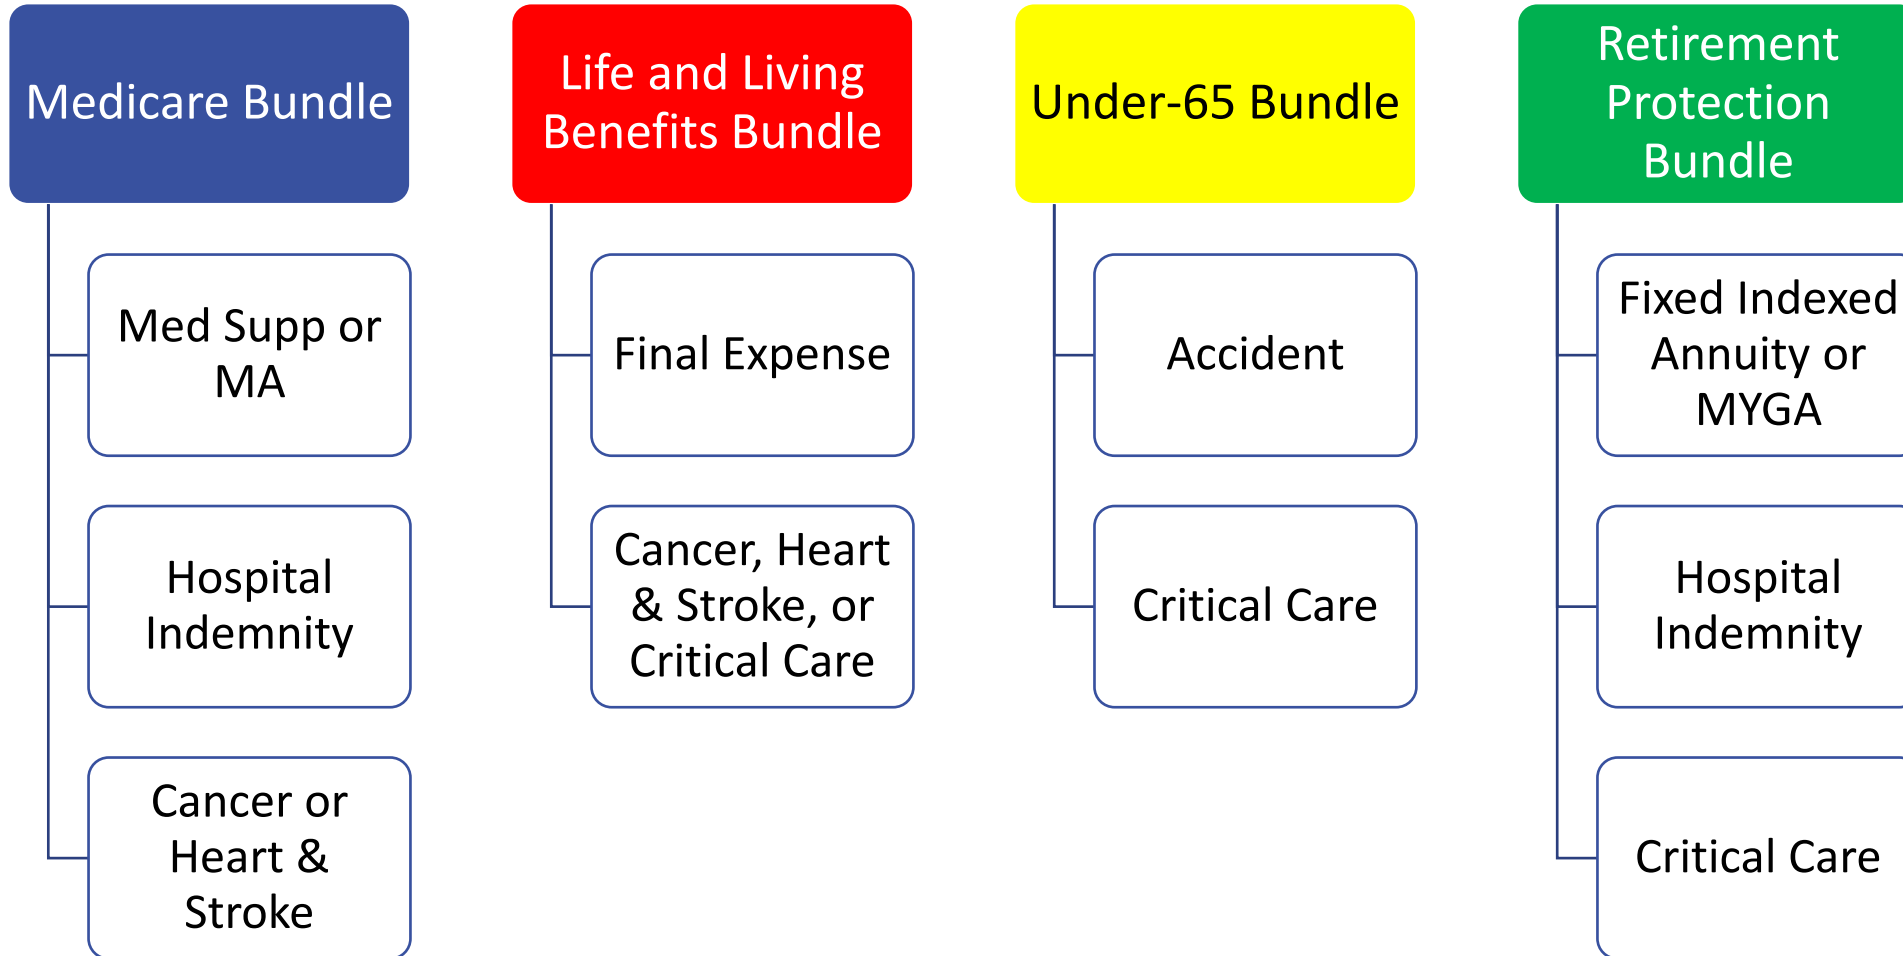 Medicare Bundle
Med Supp or
MA
Hospital
Indemnity
Cancer or
Heart &
Stroke
Life and Living
Benefits Bundle
Final Expense
Cancer, Heart
& Stroke, or
Critical Care
Under-65 Bundle
Accident
Critical Care
Retirement
Protection
Bundle
Fixed Indexed
Annuity or
MYGA
Hospital
Indemnity
Critical Care